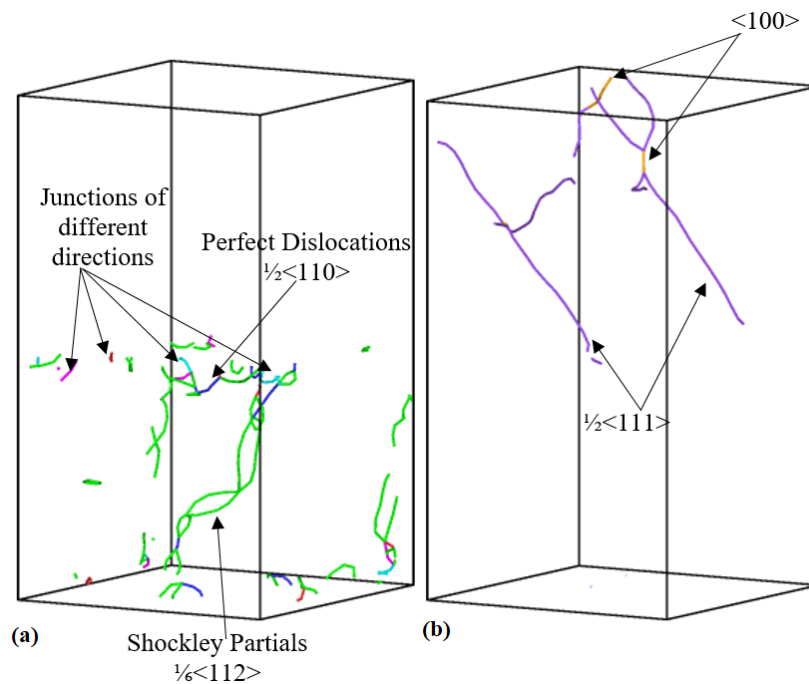 <100>
Junctions of
different
directions
Perfect Dislocations
½<110>
½<111>
(a)
Shockley Partials
⅙<112>
(b)